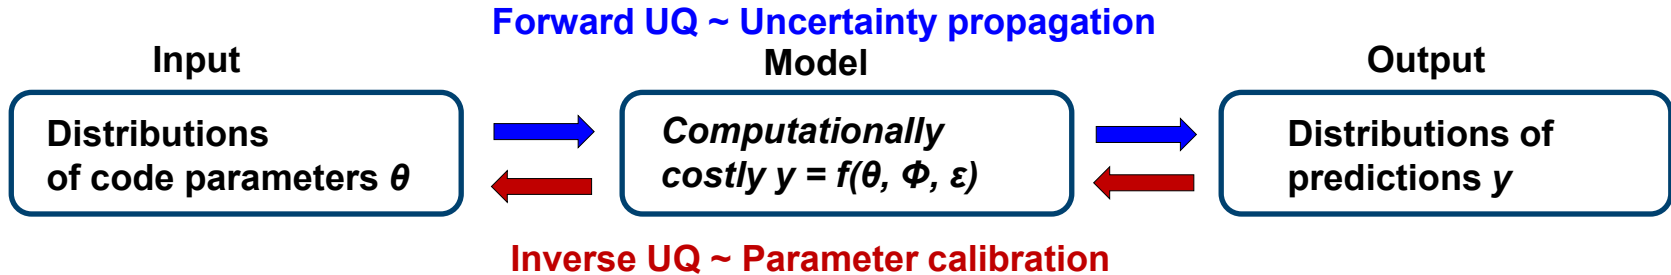 Forward UQ ~ Uncertainty propagation
Input
Model
Output
Distributions
of code parameters θ
Computationally
costly y = f(θ, Φ, ε)
Distributions of
predictions y
Inverse UQ ~ Parameter calibration